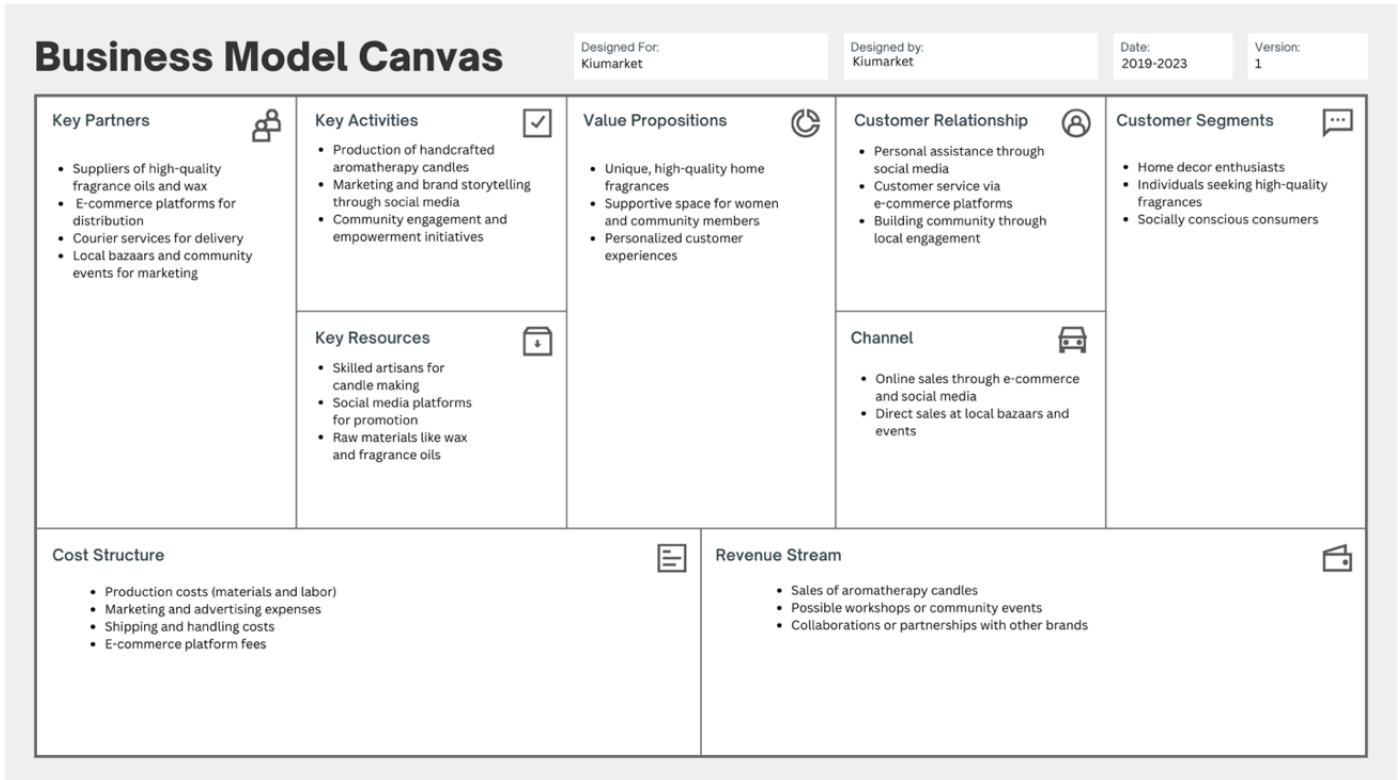 Business Model Canvas
Designed For:
Kiumarket
Designed by:
Kiumarket
Date:
2019-2023
Version:
1
Key Partners
• Suppliers of high-quality
fragrance oils and wax
• E-commerce platforms for
distribution
• Courier services for delivery
• Local bazaars and community
events for marketing
Key Activities
• Production of handcrafted
aromatherapy candles
• Marketing and brand storytelling
through social media
• Community engagement and
empowerment initiatives
Key Resources
• Skilled artisans for
candle making
• Social media platforms
for promotion
• Raw materials like wax
and fragrance oils
Value Propositions
• Unique, high-quality home
fragrances
• Supportive space for women
and community members
• Personalized customer
experiences
Customer Relationship
• Personal assistance through
social media
• Customer service via
e-commerce platforms
• Building community through
local engagement
Channel
• Online sales through e-commerce
and social media
• Direct sales at local bazaars and
events
Customer Segments
• Home decor enthusiasts
• Individuals seeking high-quality
fragrances
• Socially conscious consumers
Cost Structure
• Production costs (materials and labor)
• Marketing and advertising expenses
• Shipping and handling costs
• E-commerce platform fees
Revenue Stream
• Sales of aromatherapy candles
• Possible workshops or community events
• Collaborations or partnerships with other brands